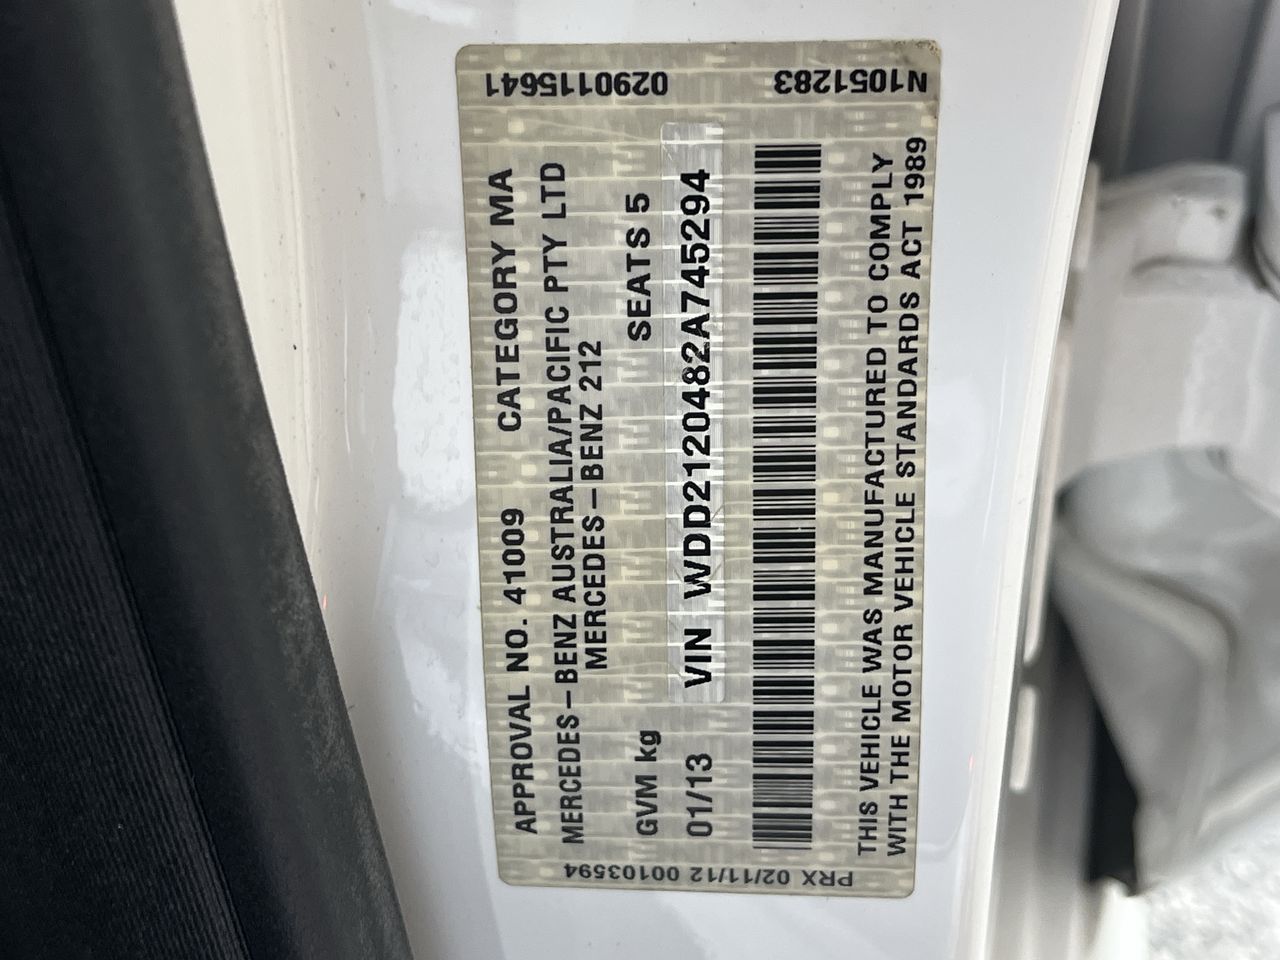 APPROVAL NO. 41009 CATEGORY MA
MERCEDES-BENZ AUSTRALIA/PACIFIC PTY LTD
MERCEDES-BENZ 212
GVM kg SEATS 5
01/13 VIN WDD2120482A745294
THIS VEHICLE WAS MANUFACTURED TO COMPLY
WITH THE MOTOR VEHICLE STANDARDS ACT 1989
PRX 02/11/12 00103594
N1051283 0290115641